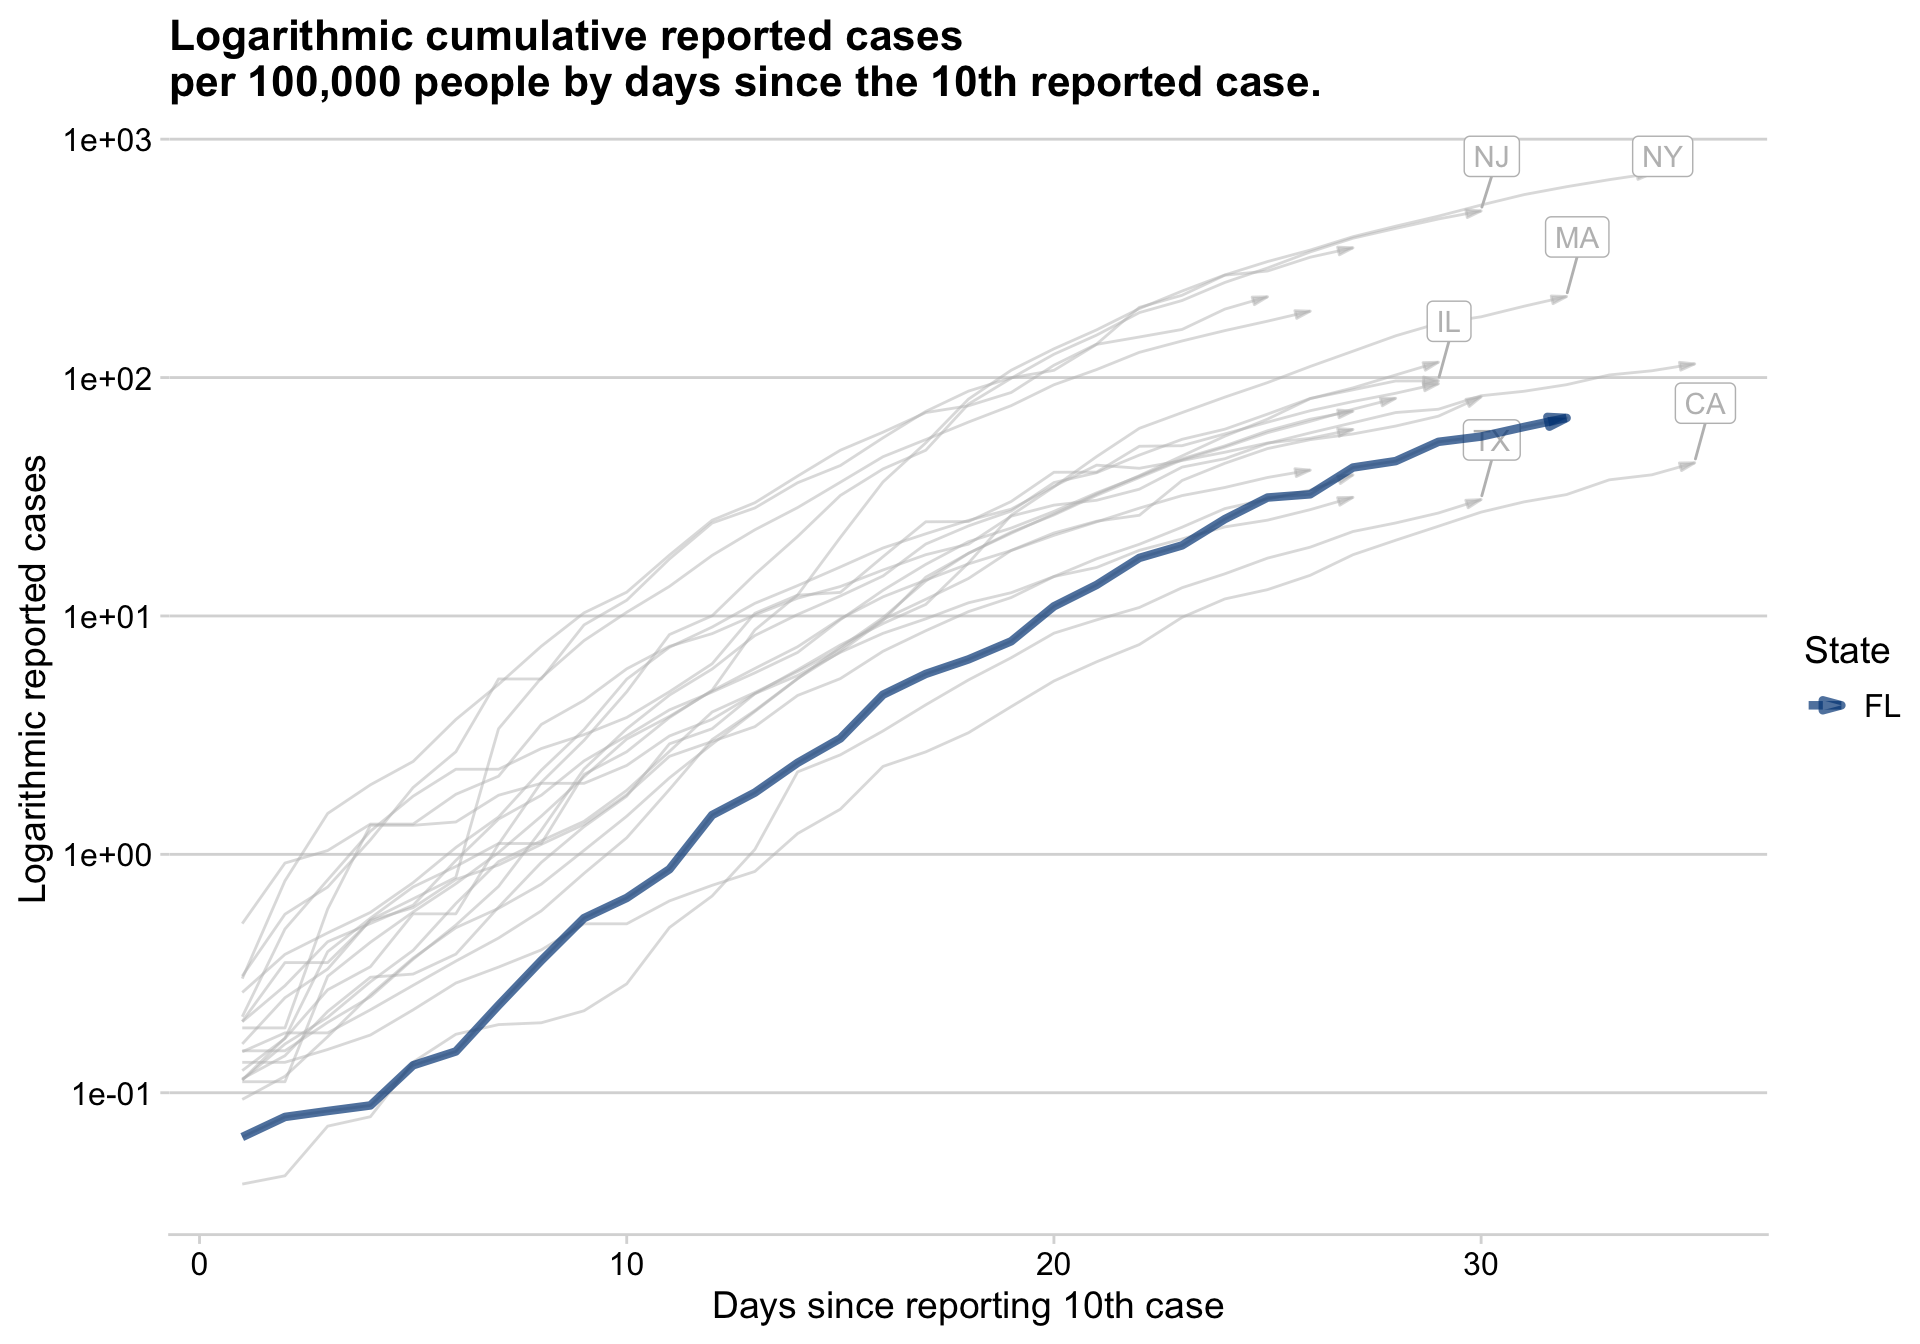 Logarithmic cumulative reported cases
per 100,000 people by days since the 10th reported case.
1e+03
1e+02
1e+01
1e+00
1e-01
Logarithmic reported cases
NJ
NY
MA
IL
CA
TX
State
FL
0
10
20
30
Days since reporting 10th case